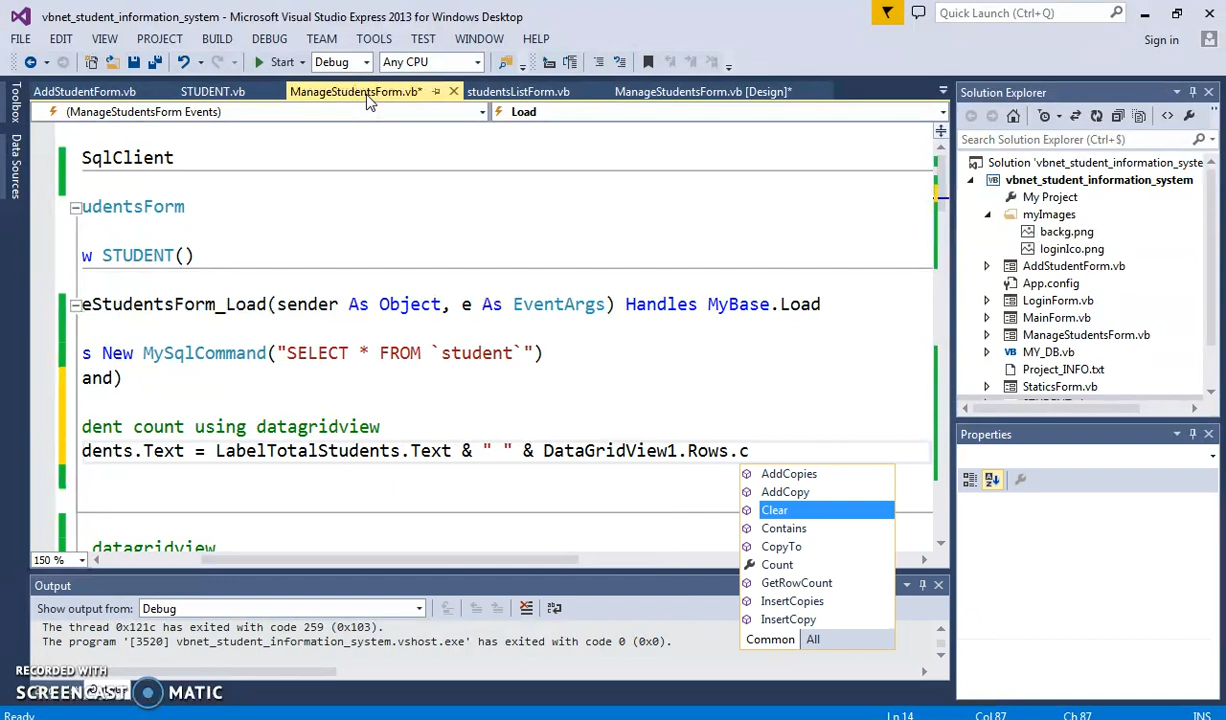 vbnet_student_information_system - Microsoft Visual Studio Express 2013 for Windows Desktop
Quick Launch (Ctrl+Q)
FILE EDIT VIEW PROJECT BUILD DEBUG TEAM TOOLS TEST WINDOW HELP
Sign in
Start Debug Any CPU
Toolbox
Data Sources
AddStudentForm.vb STUDENT.vb ManageStudentsForm.vb* studentsListForm.vb ManageStudentsForm.vb [Design]*
(ManageStudentsForm Events) Load
SqlClient
udentsForm
w STUDENT()
eStudentsForm_Load(sender As Object, e As EventArgs) Handles MyBase.Load
s New MySqlCommand("SELECT * FROM `student`")
and)
dent count using datagridview
dents.Text = LabelTotalStudents.Text & " " & DataGridView1.Rows.c
datagridview
AddCopies
AddCopy
Clear
Contains
CopyTo
Count
GetRowCount
InsertCopies
InsertCopy
Common All
150 %
Output
Show output from: Debug
The thread 0x121c has exited with code 259 (0x103).
The program '[3520] vbnet_student_information_system.vshost.exe' has exited with code 0 (0x0).
Solution Explorer
Search Solution Explorer (Ctrl+$)
Solution 'vbnet_student_information_syste
vbnet_student_information_system
My Project
myImages
backg.png
loginIco.png
AddStudentForm.vb
App.config
LoginForm.vb
MainForm.vb
ManageStudentsForm.vb
MY_DB.vb
Project_INFO.txt
StaticsForm.vb
Properties
RECORDED WITH
SCREENCAST MATIC
Ready Ln 14 Col 87 Ch 87 INS